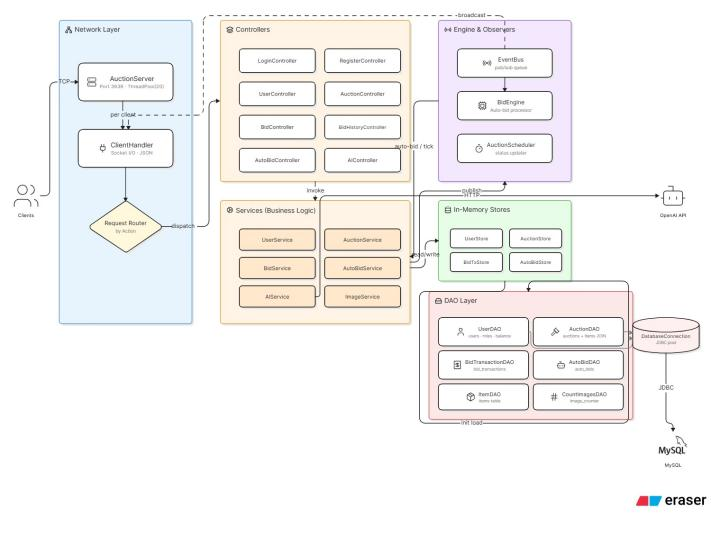 broadcast
Network Layer
Controllers
Engine & Observers
LoginController
RegisterController
EventBus
pub/sub queue
TCP
AuctionServer
UserController
AuctionController
BidEngine
Auto-bid processor
per client
BidController
BidHistoryController
ClientHandler
Socket I/O · JSON
auto-bid / tick
AuctionScheduler
status updater
AutoBidController
AIController
Clients
Invoke
publish
HTTP
OpenAI API
Request Router
by Action
dispatch
Services (Business Logic)
In-Memory Stores
UserService
AuctionService
UserStore
AuctionStore
read/write
BidService
AutoBidService
BidTxStore
AutoBidStore
AIService
ImageService
DAO Layer
UserDAO
users · roles · balance
AuctionDAO
auctions + items JOIN
DatabaseConnection
JDBC pool
BidTransactionDAO
bid_transactions
AutoBidDAO
auto_bids
ItemDAO
items table
CountImagesDAO
image_counter
JDBC
init load
MySQL
MySQL
eraser